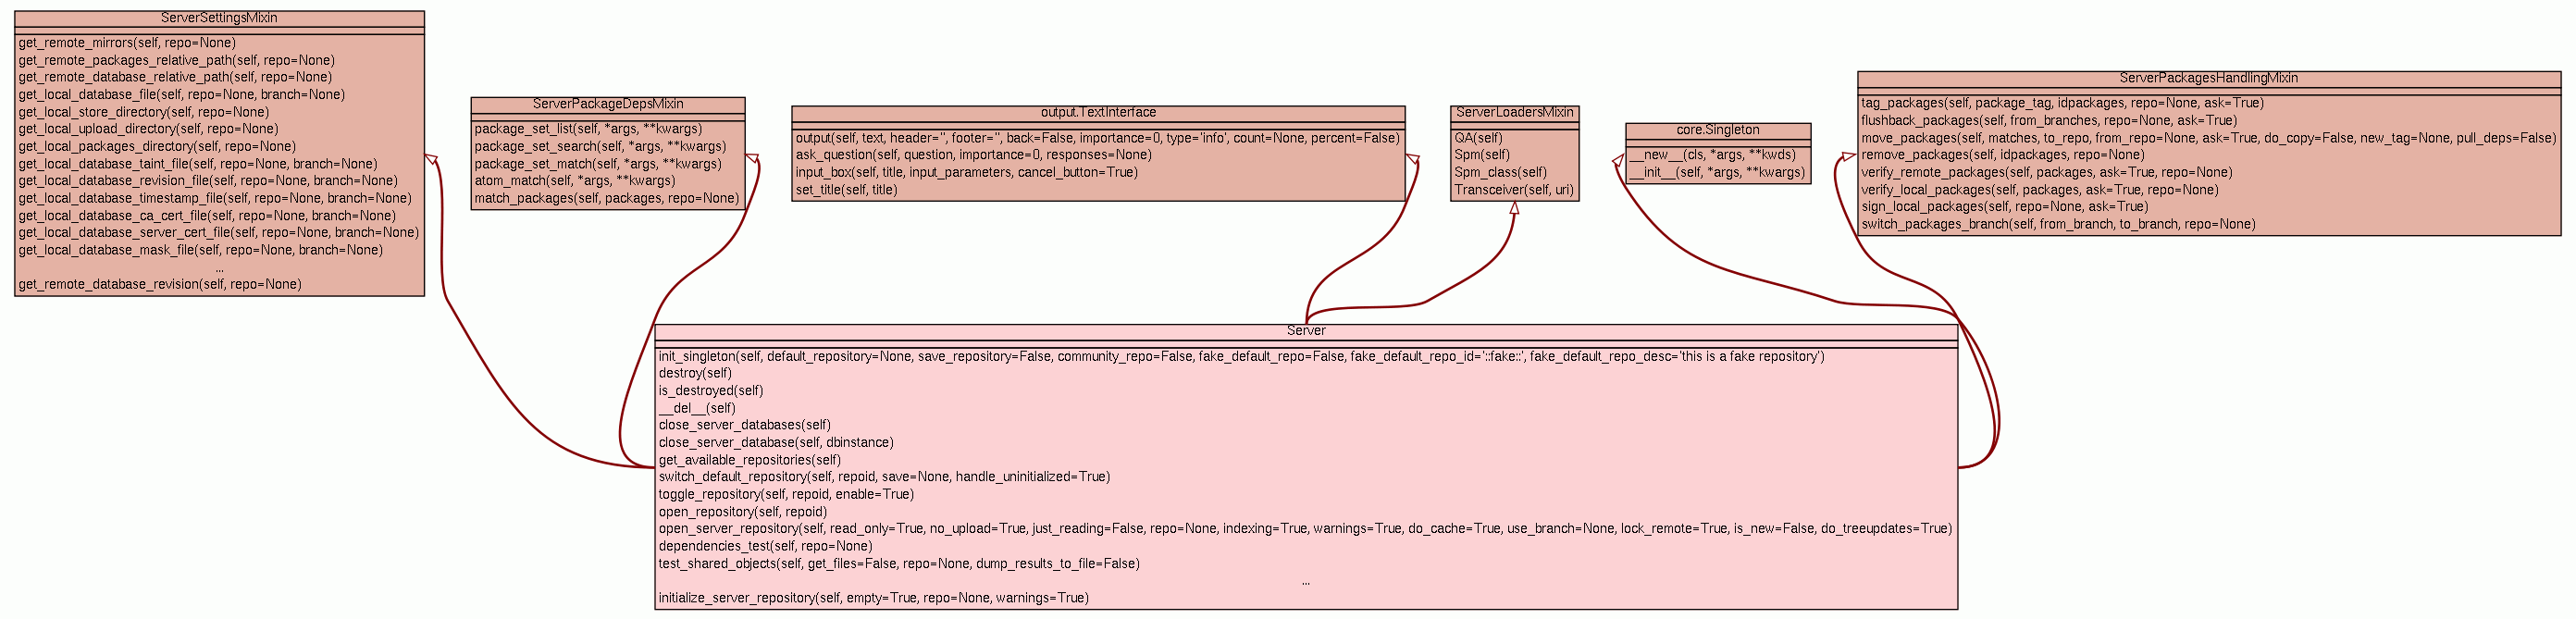 ServerSettingsMixin
get_remote_mirrors(self, repo=None)
get_remote_packages_relative_path(self, repo=None)
get_remote_database_relative_path(self, repo=None)
get_local_database_file(self, repo=None, branch=None)
get_local_store_directory(self, repo=None)
get_local_upload_directory(self, repo=None)
get_local_packages_directory(self, repo=None)
get_local_database_taint_file(self, repo=None, branch=None)
get_local_database_revision_file(self, repo=None, branch=None)
get_local_database_timestamp_file(self, repo=None, branch=None)
get_local_database_ca_cert_file(self, repo=None, branch=None)
get_local_database_server_cert_file(self, repo=None, branch=None)
get_local_database_mask_file(self, repo=None, branch=None)
...
get_remote_database_revision(self, repo=None)
ServerPackageDepsMixin
package_set_list(self, *args, **kwargs)
package_set_search(self, *args, **kwargs)
package_set_match(self, *args, **kwargs)
atom_match(self, *args, **kwargs)
match_packages(self, packages, repo=None)
output.TextInterface
output(self, text, header='', footer='', back=False, importance=0, type='info', count=None, percent=False)
ask_question(self, question, importance=0, responses=None)
input_box(self, title, input_parameters, cancel_button=True)
set_title(self, title)
ServerLoadersMixin
QA(self)
Spm(self)
Spm_class(self)
Transceiver(self, uri)
core.Singleton
__new__(cls, *args, **kwds)
__init__(self, *args, **kwargs)
ServerPackagesHandlingMixin
tag_packages(self, package_tag, idpackages, repo=None, ask=True)
flushback_packages(self, from_branches, repo=None, ask=True)
move_packages(self, matches, to_repo, from_repo=None, ask=True, do_copy=False, new_tag=None, pull_deps=False)
remove_packages(self, idpackages, repo=None)
verify_remote_packages(self, packages, ask=True, repo=None)
verify_local_packages(self, packages, ask=True, repo=None)
sign_local_packages(self, repo=None, ask=True)
switch_packages_branch(self, from_branch, to_branch, repo=None)
Server
init_singleton(self, default_repository=None, save_repository=False, community_repo=False, fake_default_repo=False, fake_default_repo_id='::fake::', fake_default_repo_desc='this is a fake repository')
destroy(self)
is_destroyed(self)
__del__(self)
close_server_databases(self)
close_server_database(self, dbinstance)
get_available_repositories(self)
switch_default_repository(self, repoid, save=None, handle_uninitialized=True)
toggle_repository(self, repoid, enable=True)
open_repository(self, repoid)
open_server_repository(self, read_only=True, no_upload=True, just_reading=False, repo=None, indexing=True, warnings=True, do_cache=True, use_branch=None, lock_remote=True, is_new=False, do_treeupdates=True)
dependencies_test(self, repo=None)
test_shared_objects(self, get_files=False, repo=None, dump_results_to_file=False)
...
initialize_server_repository(self, empty=True, repo=None, warnings=True)